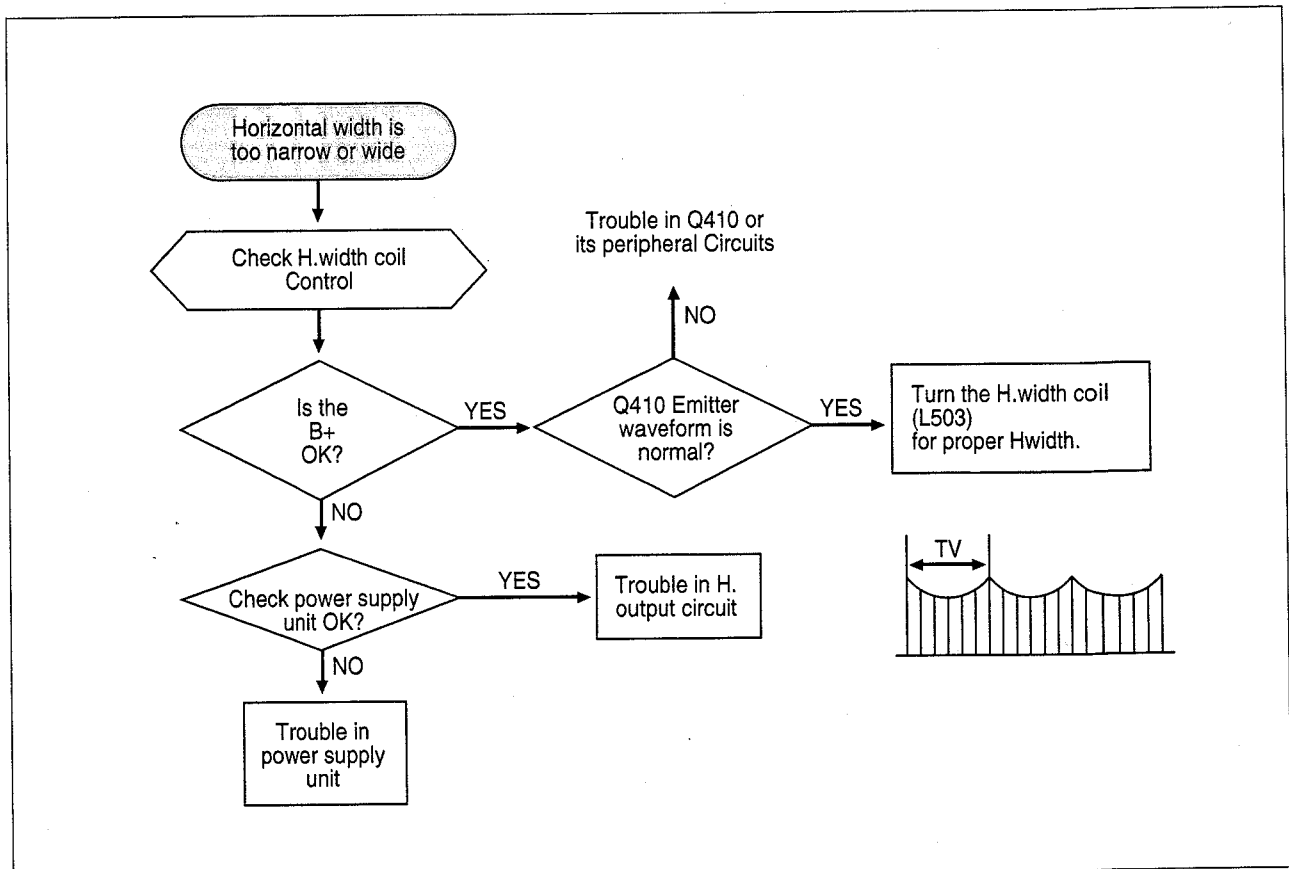 Horizontal width is
too narrow or wide
Check H.width coil
Control
Is the
B+
OK?
YES
NO
Q410 Emitter
waveform is
normal?
NO
Trouble in Q410 or
its peripheral Circuits
YES
Turn the H.width coil
(L503)
for proper Hwidth.
Check power supply
unit OK?
YES
Trouble in H.
output circuit
NO
Trouble in
power supply
unit
TV